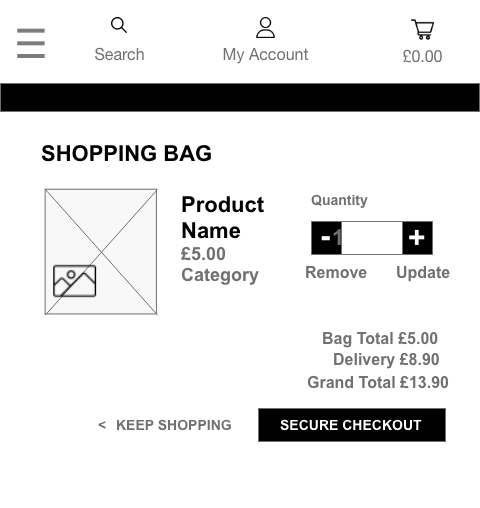 Search
My Account
£0.00
SHOPPING BAG
Product
Name
£5.00
Category
Quantity
- 1 +
Remove Update
Bag Total £5.00
Delivery £8.90
Grand Total £13.90
< KEEP SHOPPING
SECURE CHECKOUT